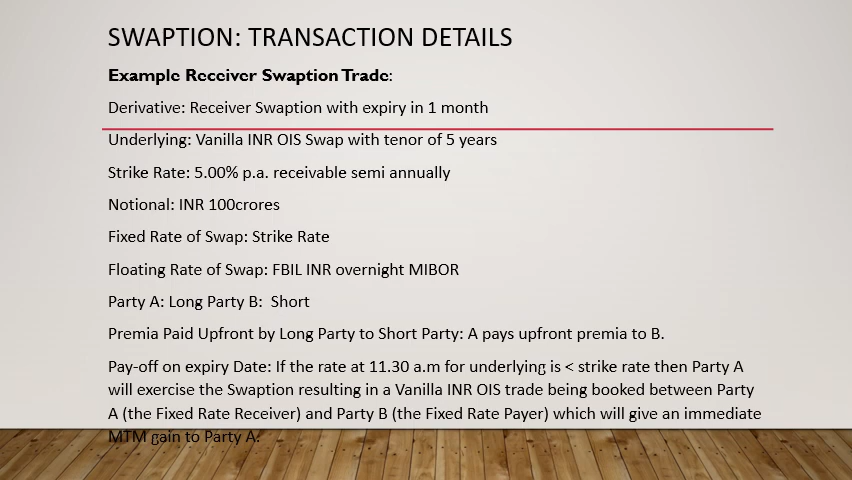 SWAPTION: TRANSACTION DETAILS
Example Receiver Swaption Trade:
Derivative: Receiver Swaption with expiry in 1 month
Underlying: Vanilla INR OIS Swap with tenor of 5 years
Strike Rate: 5.00% p.a. receivable semi annually
Notional: INR 100crores
Fixed Rate of Swap: Strike Rate
Floating Rate of Swap: FBIL INR overnight MIBOR
Party A: Long Party B:  Short
Premia Paid Upfront by Long Party to Short Party: A pays upfront premia to B.
Pay-off on expiry Date: If the rate at 11.30 a.m for underlying is < strike rate then Party A
will exercise the Swaption resulting in a Vanilla INR OIS trade being booked between Party
A (the Fixed Rate Receiver) and Party B (the Fixed Rate Payer) which will give an immediate
MTM gain to Party A.